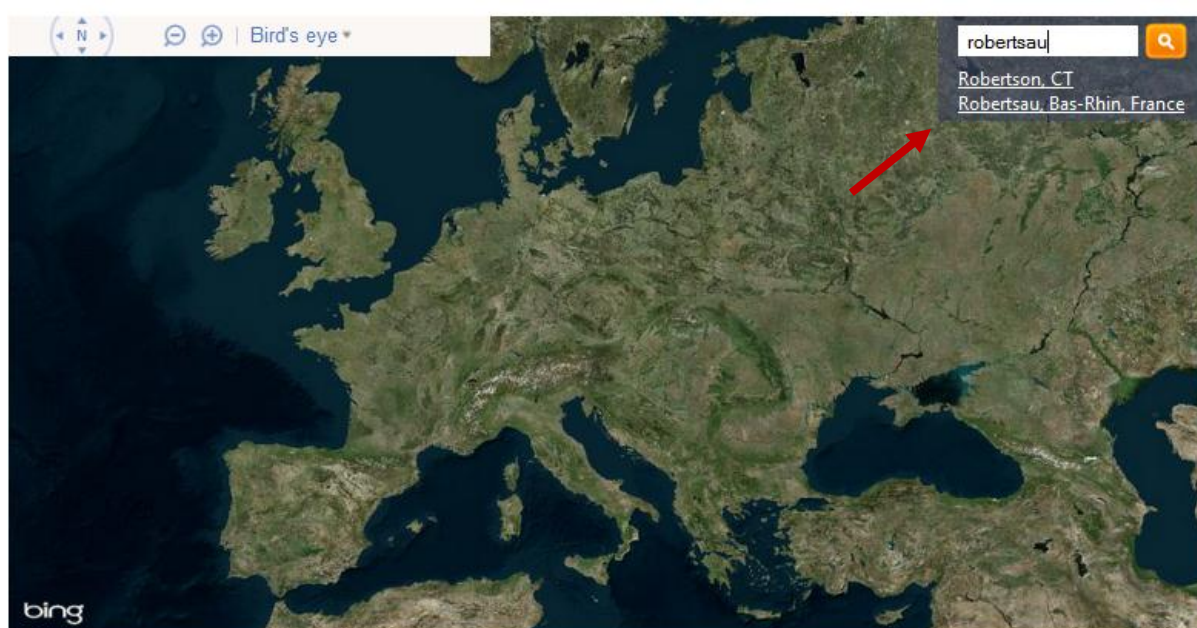 N | Bird's eye
robertsau
Robertson, CT
Robertsau, Bas-Rhin, France
bing